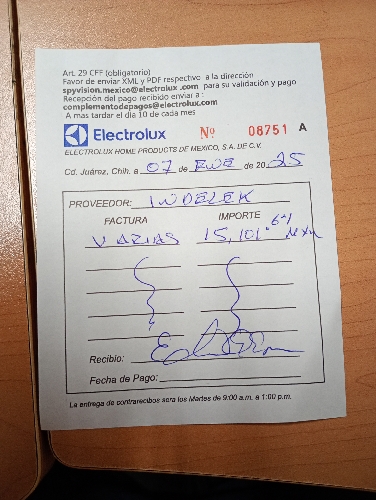 Art. 29 CFF (obligatorio)
Favor de enviar XML y PDF respectivo a la dirección
spyvision.mexico@electrolux .com para su validación y pago
Recepción del pago recibido enviar a :
complementodepagos@electrolux.com
A mas tardar el dia 10 de cada mes
Electrolux Nº 08751 A
ELECTROLUX HOME PRODUCTS DE MEXICO, S.A. DE C.V.
Cd. Juárez, Chih. a 07 de ENE de 20 25
PROVEEDOR: INDELEK
FACTURA IMPORTE
VARIAS 15,101.64 Mxn
Recibio:
Fecha de Pago:
La entrega de contrarecibos sera los Martes de 9:00 a.m. a 1:00 p.m.